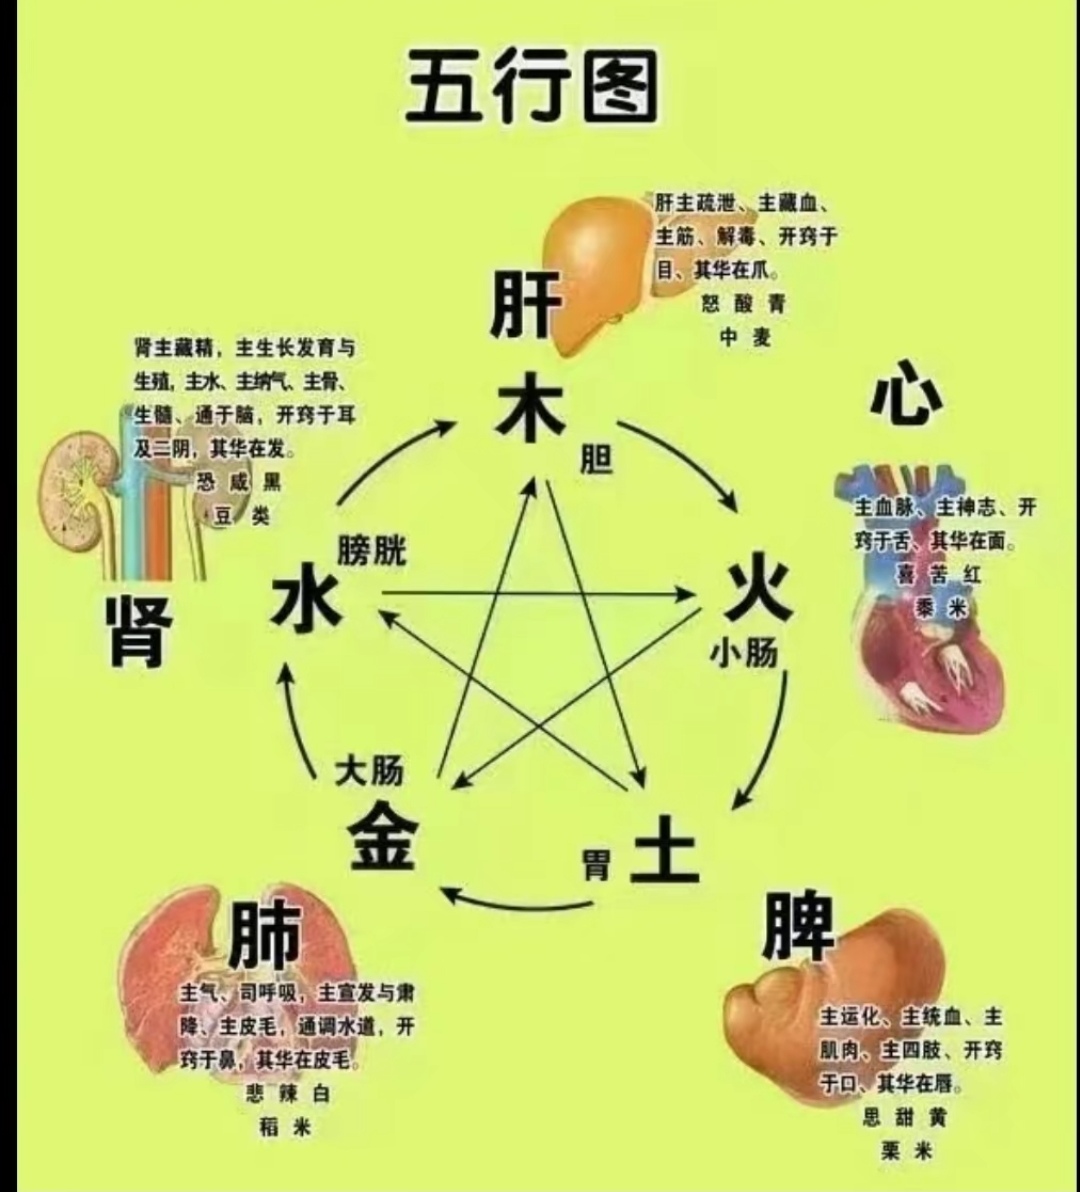 五行图
肝主疏泄、主藏血、
主筋、解毒、开窍于
目、其华在爪。
怒 酸 青
中 麦
肝
木
胆
心
主血脉、主神志、开
窍于舌、其华在面。
喜 苦 红
黍 米
火
小肠
肾主藏精，主生长发育与
生殖，主水、主纳气、主骨、
生髓、通于脑，开窍于耳
及二阴，其华在发。
恐 咸 黑
豆 类
肾
膀胱
水
大肠
金
胃 土
肺
主气、司呼吸，主宣发与肃
降、主皮毛，通调水道，开
窍于鼻，其华在皮毛。
悲 辣 白
稻 米
脾
主运化、主统血、主
肌肉、主四肢、开窍
于口、其华在唇。
思 甜 黄
栗 米